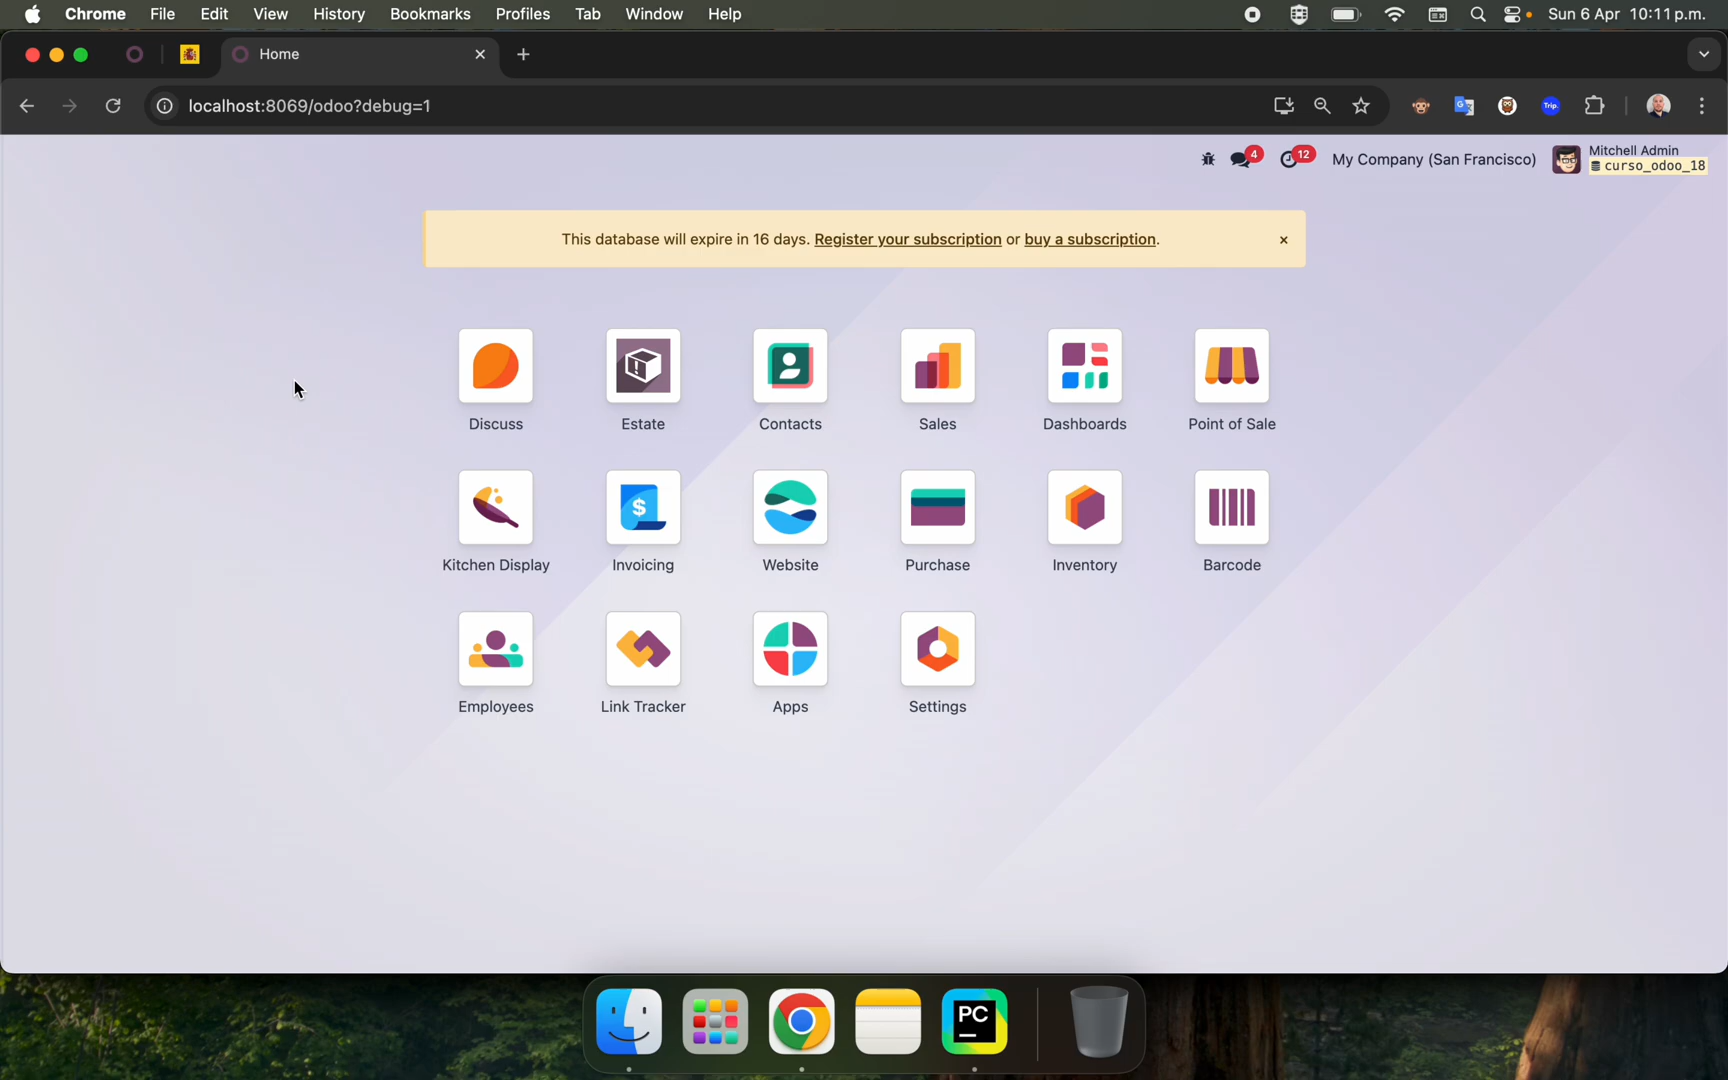 Chrome File Edit View History Bookmarks Profiles Tab Window Help Sun 6 Apr 10:11 p.m.
Home
localhost:8069/odoo?debug=1 Trip.
4 12 My Company (San Francisco) Mitchell Admin
curso_odoo_18
This database will expire in 16 days. Register your subscription or buy a subscription.
Discuss Estate Contacts Sales Dashboards Point of Sale
Kitchen Display Invoicing Website Purchase Inventory Barcode
Employees Link Tracker Apps Settings
PC